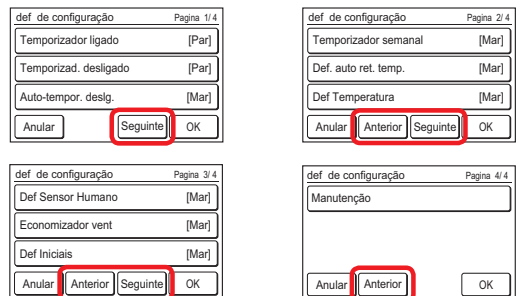 def de configuração Pagina 1/4
Temporizador ligado [Par]
Temporizad. desligado [Par]
Auto-tempor. deslg. [Mar]
Anular Seguinte OK
def de configuração Pagina 2/4
Temporizador semanal [Mar]
Def. auto ret. temp. [Mar]
Def Temperatura [Mar]
Anular Anterior Seguinte OK
def de configuração Pagina 3/4
Def Sensor Humano [Mar]
Economizador vent [Mar]
Def Iniciais [Mar]
Anular Anterior Seguinte OK
def de configuração Pagina 4/4
Manutenção
Anular Anterior OK